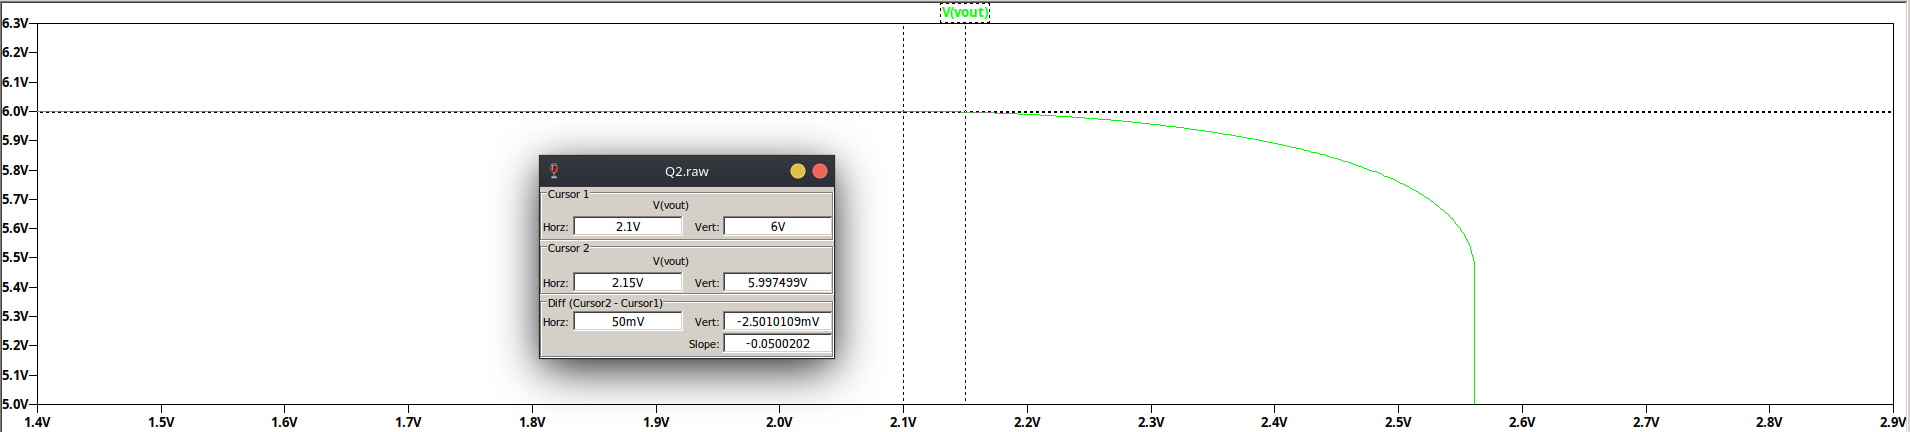 V(vout)
6.3V
6.2V
6.1V
6.0V
5.9V
5.8V
5.7V
5.6V
5.5V
5.4V
5.3V
5.2V
5.1V
5.0V
1.4V 1.5V 1.6V 1.7V 1.8V 1.9V 2.0V 2.1V 2.2V 2.3V 2.4V 2.5V 2.6V 2.7V 2.8V 2.9V
Q2.raw
Cursor 1
V(vout)
Horz: 2.1V Vert: 6V
Cursor 2
V(vout)
Horz: 2.15V Vert: 5.997499V
Diff (Cursor2 - Cursor1)
Horz: 50mV Vert: -2.5010109mV
Slope: -0.0500202